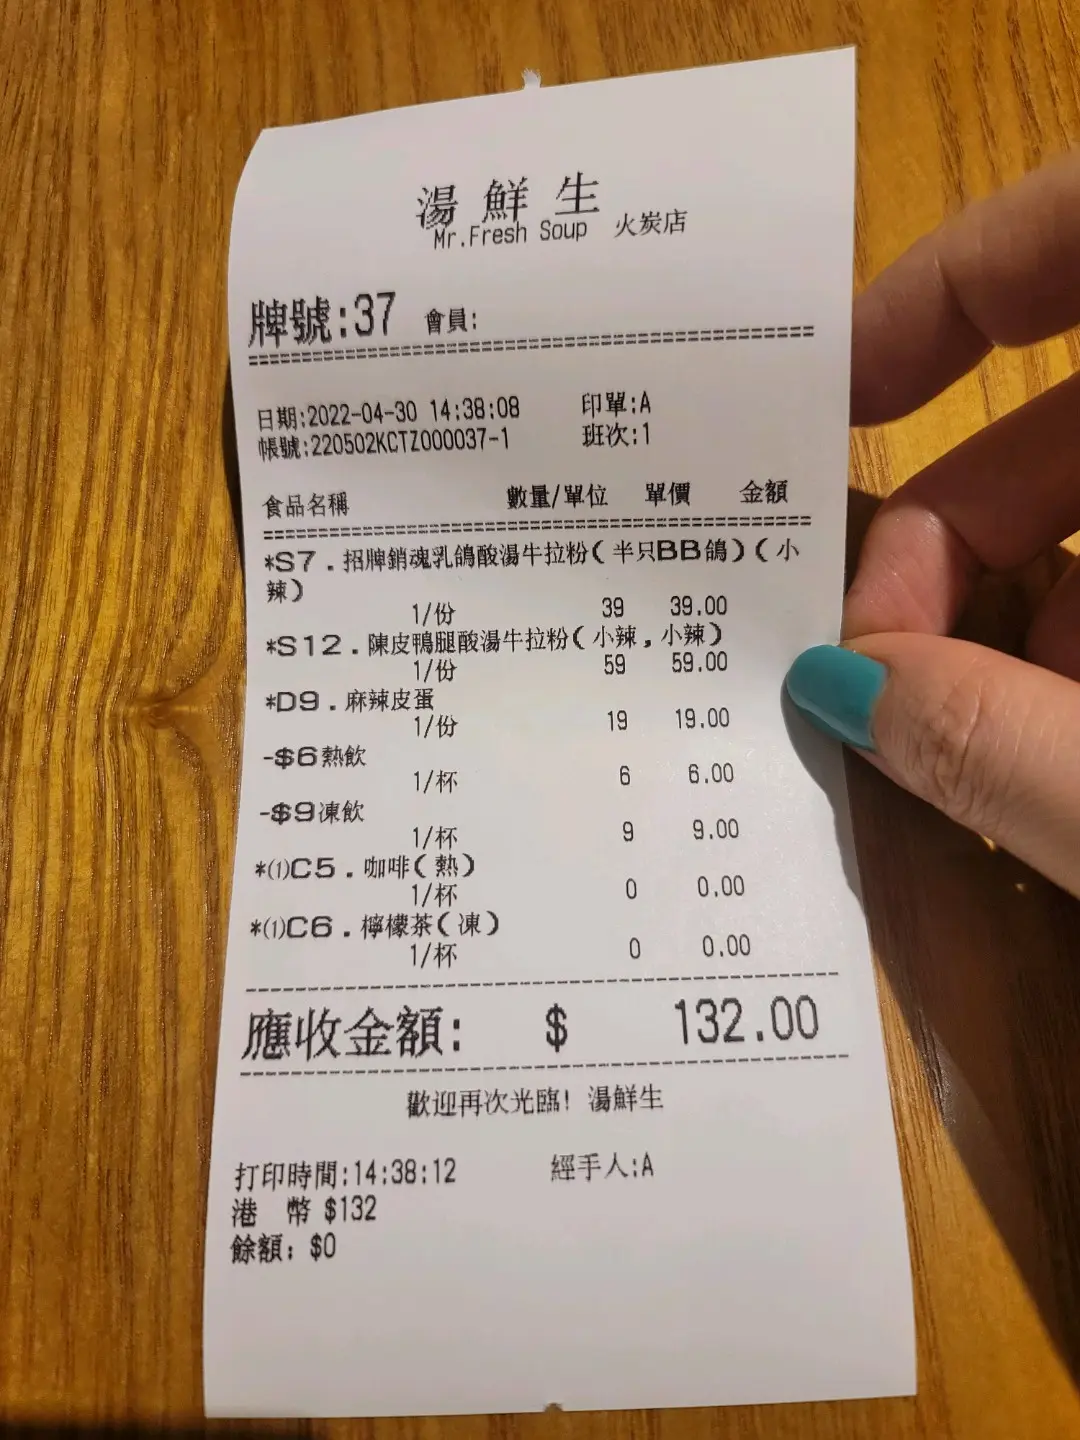 湯鮮生
Mr.Fresh Soup 火炭店
牌號:37 會員:
日期:2022-04-30 14:38:08 印單:A
帳號:220502KCTZ000037-1 班次:1
食品名稱 數量/單位 單價 金額
*S7.招牌銷魂乳鴿酸湯牛拉粉(半只BB鴿)(小
辣)
1/份 39 39.00
*S12.陳皮鴨腿酸湯牛拉粉(小辣,小辣)
1/份 59 59.00
*D9.麻辣皮蛋
1/份 19 19.00
-$6熱飲
1/杯 6 6.00
-$9凍飲
1/杯 9 9.00
*(1)C5.咖啡(熱)
1/杯 0 0.00
*(1)C6.檸檬茶(凍)
1/杯 0 0.00
應收金額: $ 132.00
歡迎再次光臨! 湯鮮生
打印時間:14:38:12 經手人:A
港 幣 $132
餘額: $0